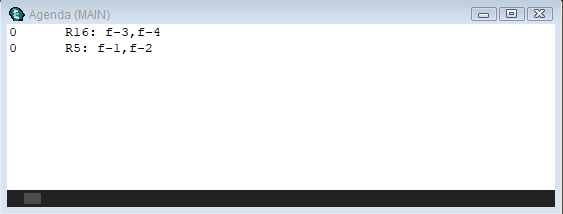 Agenda (MAIN)
0 R16: f-3,f-4
0 R5: f-1,f-2